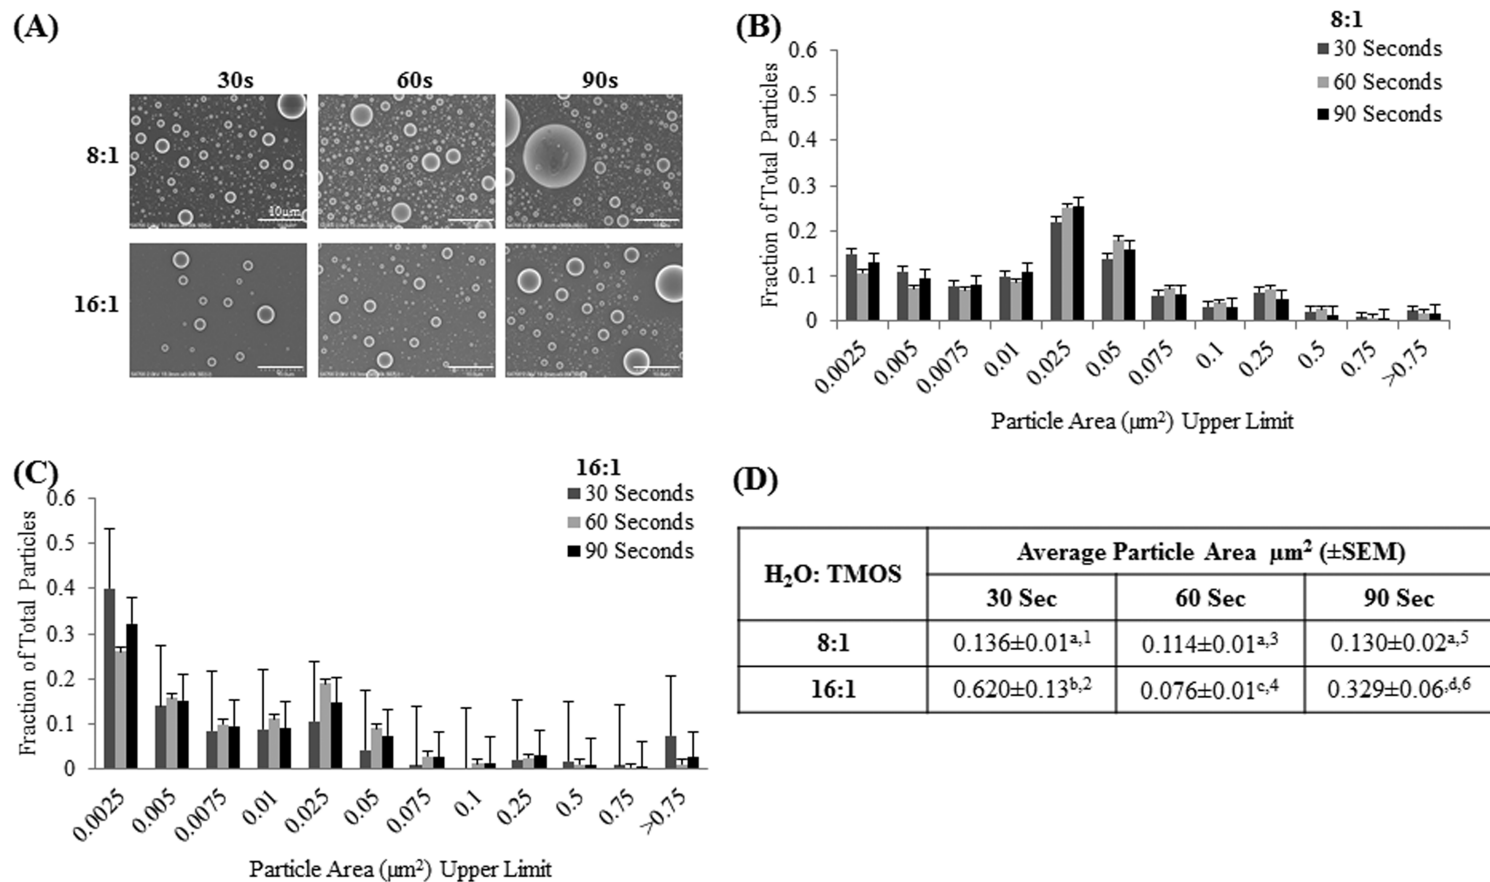 (A)
30s 60s 90s
8:1
10μm
16:1
(B)
8:1
30 Seconds
60 Seconds
90 Seconds
Fraction of Total Particles
0.6
0.5
0.4
0.3
0.2
0.1
0
0.0025 0.005 0.0075 0.01 0.025 0.05 0.075 0.1 0.25 0.5 0.75 >0.75
Particle Area (μm²) Upper Limit
(C)
16:1
30 Seconds
60 Seconds
90 Seconds
Fraction of Total Particles
0.6
0.5
0.4
0.3
0.2
0.1
0
0.0025 0.005 0.0075 0.01 0.025 0.05 0.075 0.1 0.25 0.5 0.75 >0.75
Particle Area (μm²) Upper Limit
(D)
H₂O: TMOS
Average Particle Area μm² (±SEM)
30 Sec 60 Sec 90 Sec
8:1 0.136±0.01ᵃ,¹ 0.114±0.01ᵃ,³ 0.130±0.02ᵃ,⁵
16:1 0.620±0.13ᵇ,² 0.076±0.01ᶜ,⁴ 0.329±0.06,ᵈ,⁶